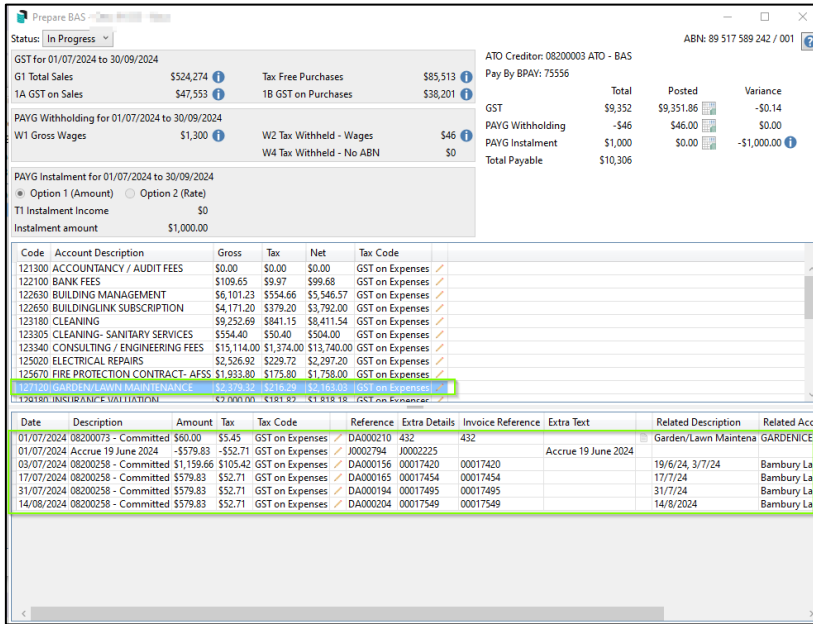 Prepare BAS -
Status: In Progress
ABN: 89 517 589 242 / 001
GST for 01/07/2024 to 30/09/2024
G1 Total Sales $524,274 Tax Free Purchases $85,513
1A GST on Sales $47,553 1B GST on Purchases $38,201
PAYG Withholding for 01/07/2024 to 30/09/2024
W1 Gross Wages $1,300 W2 Tax Withheld - Wages $46
W4 Tax Withheld - No ABN $0
PAYG Instalment for 01/07/2024 to 30/09/2024
Option 1 (Amount) Option 2 (Rate)
T1 Instalment Income $0
Instalment amount $1,000.00
ATO Creditor: 08200003 ATO - BAS
Pay By BPAY: 75556
Total Posted Variance
GST $9,352 $9,351.86 -$0.14
PAYG Withholding -$46 $46.00 $0.00
PAYG Instalment $1,000 $0.00 -$1,000.00
Total Payable $10,306
Code Account Description Gross Tax Net Tax Code
121300 ACCOUNTANCY / AUDIT FEES $0.00 $0.00 $0.00 GST on Expenses
122100 BANK FEES $109.65 $9.97 $99.68 GST on Expenses
122630 BUILDING MANAGEMENT $6,101.23 $554.66 $5,546.57 GST on Expenses
122650 BUILDINGLINK SUBSCRIPTION $4,171.20 $379.20 $3,792.00 GST on Expenses
123180 CLEANING $9,252.69 $841.15 $8,411.54 GST on Expenses
123305 CLEANING- SANITARY SERVICES $554.40 $50.40 $504.00 GST on Expenses
123340 CONSULTING / ENGINEERING FEES $15,114.00 $1,374.00 $13,740.00 GST on Expenses
125020 ELECTRICAL REPAIRS $2,526.92 $229.72 $2,297.20 GST on Expenses
125670 FIRE PROTECTION CONTRACT- AFSS $1,933.80 $175.80 $1,758.00 GST on Expenses
127120 GARDEN/LAWN MAINTENANCE $2,379.32 $216.29 $2,163.03 GST on Expenses
129180 INSURANCE VALUATION $2,000.00 $181.82 $1,818.18 GST on Expenses
Date Description Amount Tax Tax Code Reference Extra Details Invoice Reference Extra Text Related Description Related Acc
01/07/2024 08200073 - Committed $60.00 $5.45 GST on Expenses DA000210 432 432 Garden/Lawn Maintena GARDENICE
01/07/2024 Accrue 19 June 2024 -$579.83 -$52.71 GST on Expenses J0002794 J0002225 Accrue 19 June 2024
03/07/2024 08200258 - Committed $1,159.66 $105.42 GST on Expenses DA000156 00017420 00017420 19/6/24, 3/7/24 Bambury La
17/07/2024 08200258 - Committed $579.83 $52.71 GST on Expenses DA000165 00017454 00017454 17/7/24 Bambury La
31/07/2024 08200258 - Committed $579.83 $52.71 GST on Expenses DA000194 00017495 00017495 31/7/24 Bambury La
14/08/2024 08200258 - Committed $579.83 $52.71 GST on Expenses DA000204 00017549 00017549 14/8/2024 Bambury La